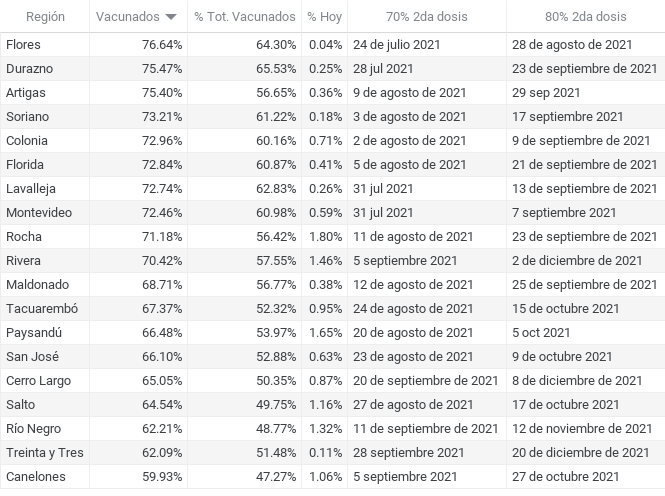 Región Vacunados % Tot. Vacunados % Hoy 70% 2da dosis 80% 2da dosis
Flores 76.64% 64.30% 0.04% 24 de julio 2021 28 de agosto de 2021
Durazno 75.47% 65.53% 0.25% 28 jul 2021 23 de septiembre de 2021
Artigas 75.40% 56.65% 0.36% 9 de agosto de 2021 29 sep 2021
Soriano 73.21% 61.22% 0.18% 3 de agosto de 2021 17 septiembre 2021
Colonia 72.96% 60.16% 0.71% 2 de agosto 2021 9 de septiembre de 2021
Florida 72.84% 60.87% 0.41% 5 de agosto 2021 21 de septiembre de 2021
Lavalleja 72.74% 62.83% 0.26% 31 jul 2021 13 de septiembre de 2021
Montevideo 72.46% 60.98% 0.59% 31 jul 2021 7 septiembre 2021
Rocha 71.18% 56.42% 1.80% 11 de agosto de 2021 23 de septiembre de 2021
Rivera 70.42% 57.55% 1.46% 5 septiembre 2021 2 de diciembre de 2021
Maldonado 68.71% 56.77% 0.38% 12 de agosto de 2021 25 de septiembre de 2021
Tacuarembó 67.37% 52.32% 0.95% 24 de agosto 2021 15 de octubre 2021
Paysandú 66.48% 53.97% 1.65% 20 de agosto de 2021 5 oct 2021
San José 66.10% 52.88% 0.63% 23 de agosto de 2021 9 de octubre 2021
Cerro Largo 65.05% 50.35% 0.87% 20 de septiembre de 2021 8 de diciembre de 2021
Salto 64.54% 49.75% 1.16% 27 de agosto de 2021 17 de octubre 2021
Río Negro 62.21% 48.77% 1.32% 11 de septiembre de 2021 12 de noviembre de 2021
Treinta y Tres 62.09% 51.48% 0.11% 28 septiembre 2021 20 de diciembre de 2021
Canelones 59.93% 47.27% 1.06% 5 septiembre 2021 27 de octubre 2021